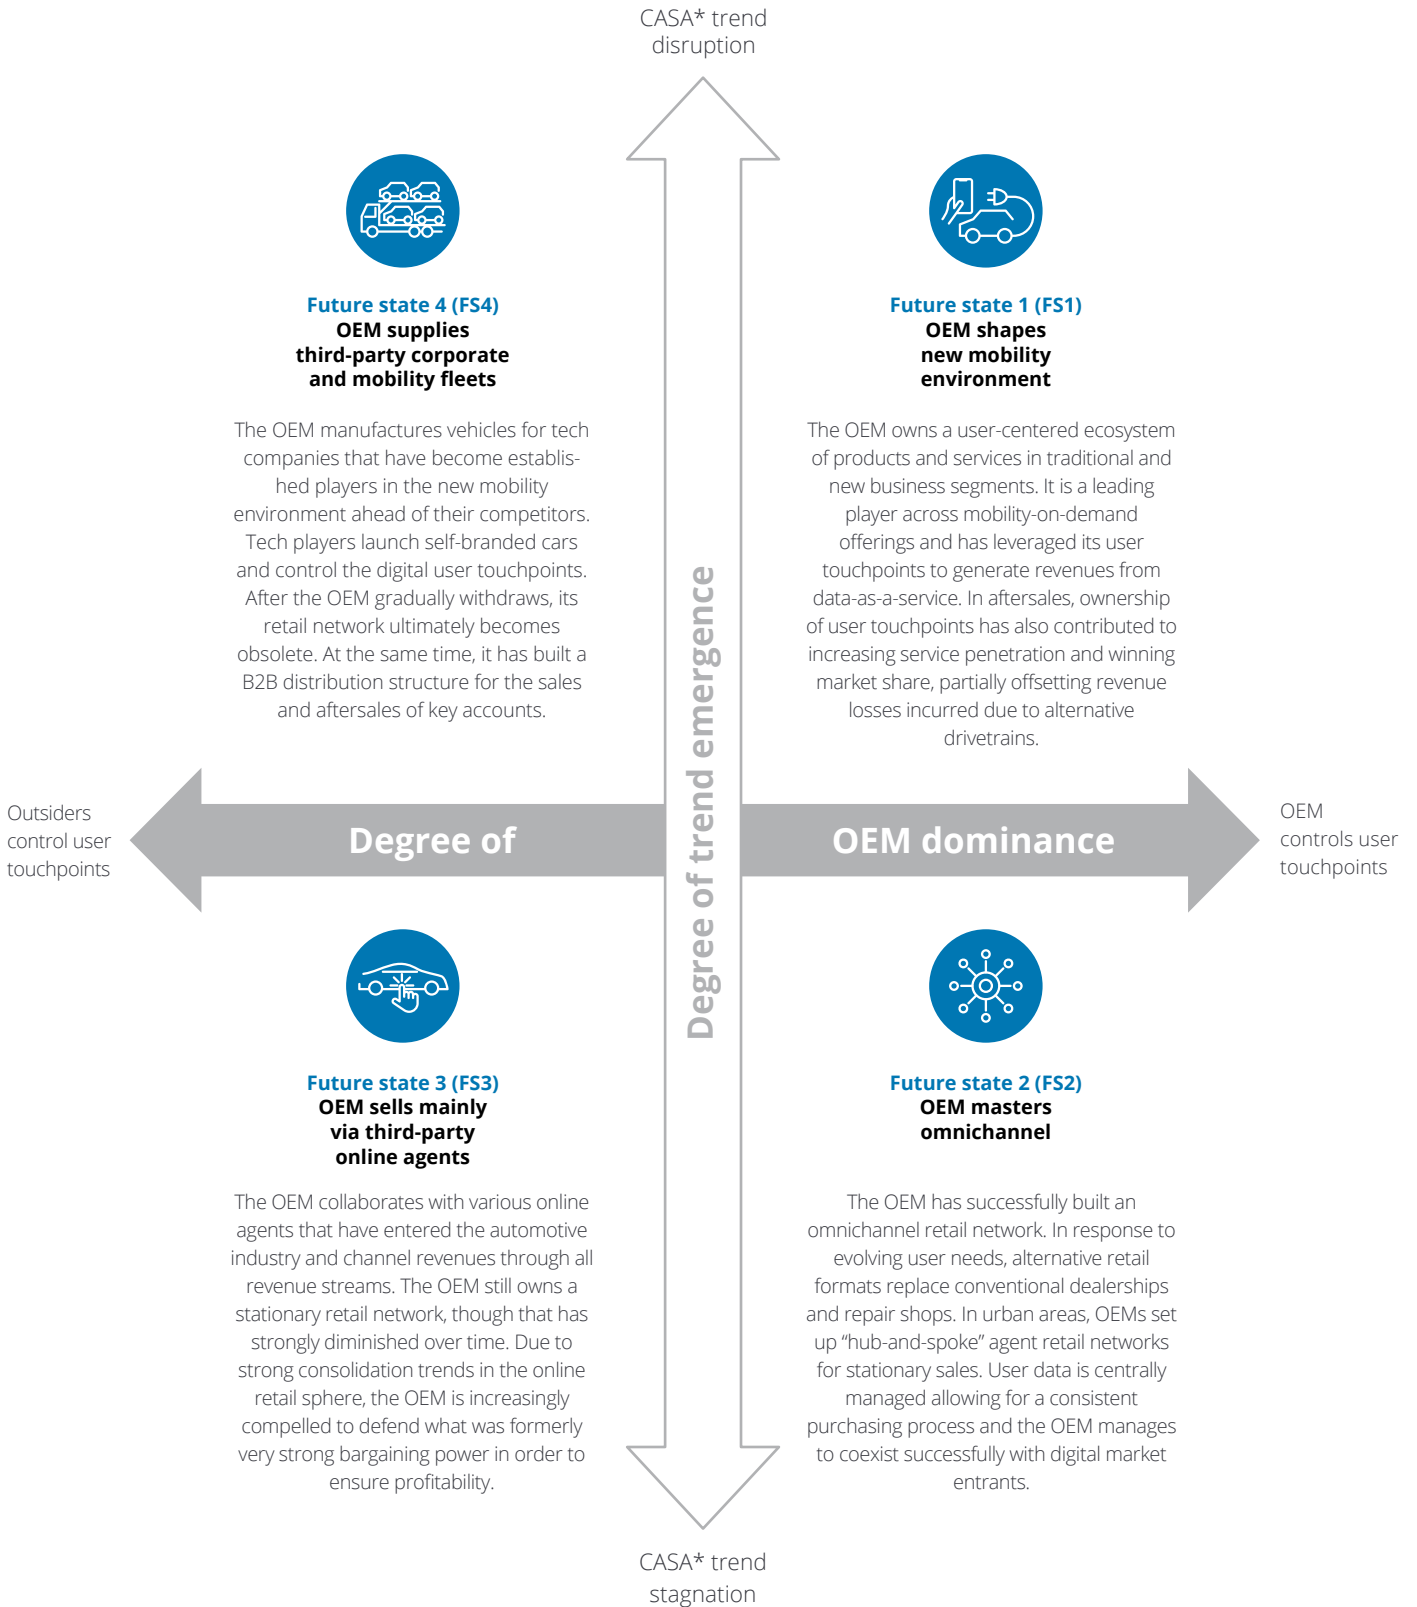 CASA* trend
disruption
Future state 4 (FS4)
OEM supplies
third-party corporate
and mobility fleets
The OEM manufactures vehicles for tech
companies that have become establis-
hed players in the new mobility
environment ahead of their competitors.
Tech players launch self-branded cars
and control the digital user touchpoints.
After the OEM gradually withdraws, its
retail network ultimately becomes
obsolete. At the same time, it has built a
B2B distribution structure for the sales
and aftersales of key accounts.
Future state 1 (FS1)
OEM shapes
new mobility
environment
The OEM owns a user-centered ecosystem
of products and services in traditional and
new business segments. It is a leading
player across mobility-on-demand
offerings and has leveraged its user
touchpoints to generate revenues from
data-as-a-service. In aftersales, ownership
of user touchpoints has also contributed to
increasing service penetration and winning
market share, partially offsetting revenue
losses incurred due to alternative
drivetrains.
Degree of trend emergence
Outsiders
control user
touchpoints
Degree of
OEM dominance
OEM
controls user
touchpoints
Future state 3 (FS3)
OEM sells mainly
via third-party
online agents
The OEM collaborates with various online
agents that have entered the automotive
industry and channel revenues through all
revenue streams. The OEM still owns a
stationary retail network, though that has
strongly diminished over time. Due to
strong consolidation trends in the online
retail sphere, the OEM is increasingly
compelled to defend what was formerly
very strong bargaining power in order to
ensure profitability.
Future state 2 (FS2)
OEM masters
omnichannel
The OEM has successfully built an
omnichannel retail network. In response to
evolving user needs, alternative retail
formats replace conventional dealerships
and repair shops. In urban areas, OEMs set
up “hub-and-spoke” agent retail networks
for stationary sales. User data is centrally
managed allowing for a consistent
purchasing process and the OEM manages
to coexist successfully with digital market
entrants.
CASA* trend
stagnation